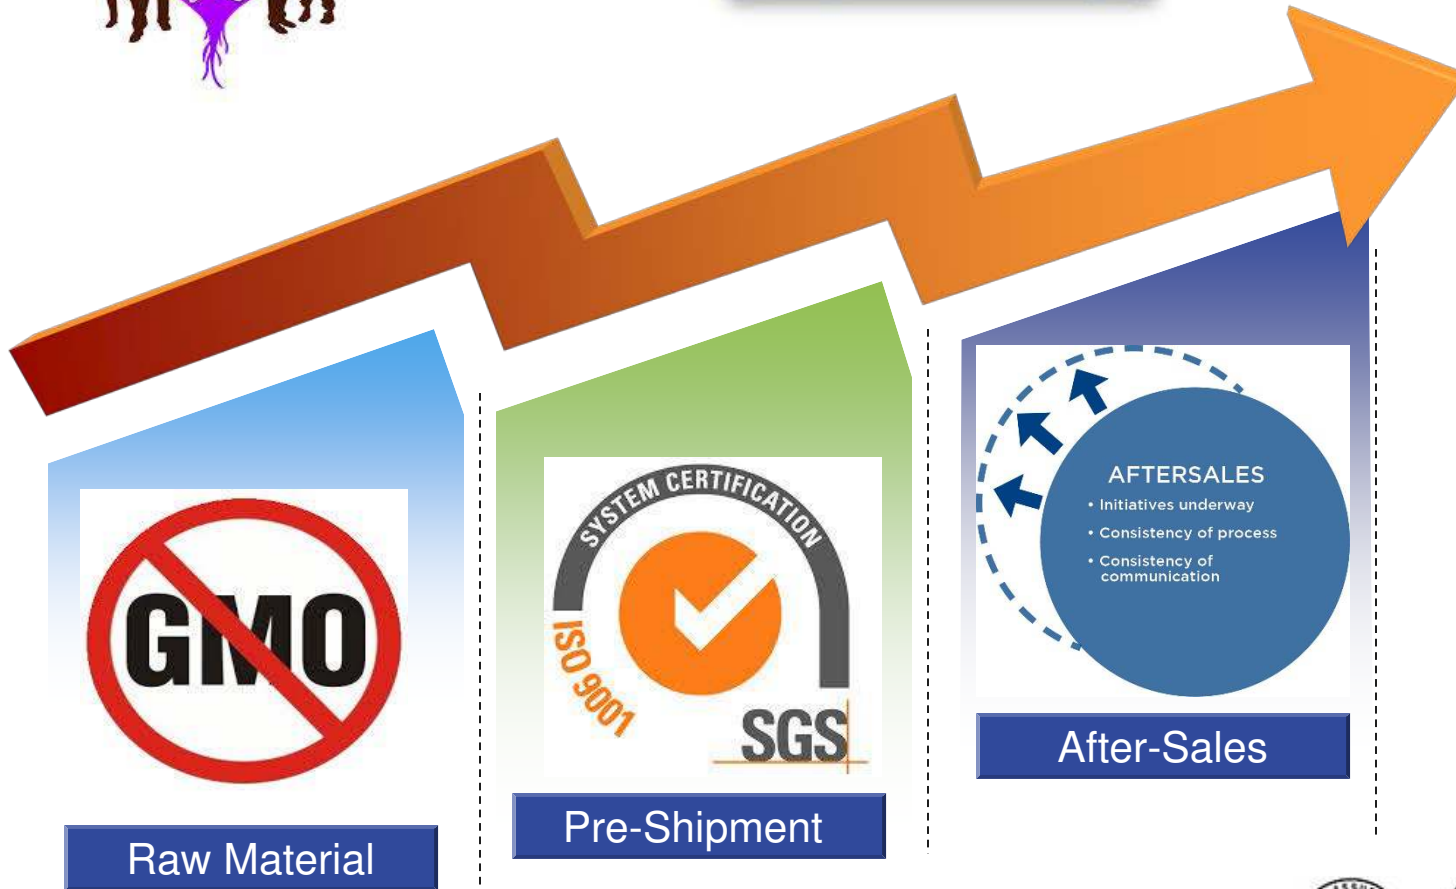 GMO
Raw Material
SYSTEM CERTIFICATION
ISO 9001
SGS
Pre-Shipment
AFTERSALES
• Initiatives underway
• Consistency of process
• Consistency of
communication
After-Sales